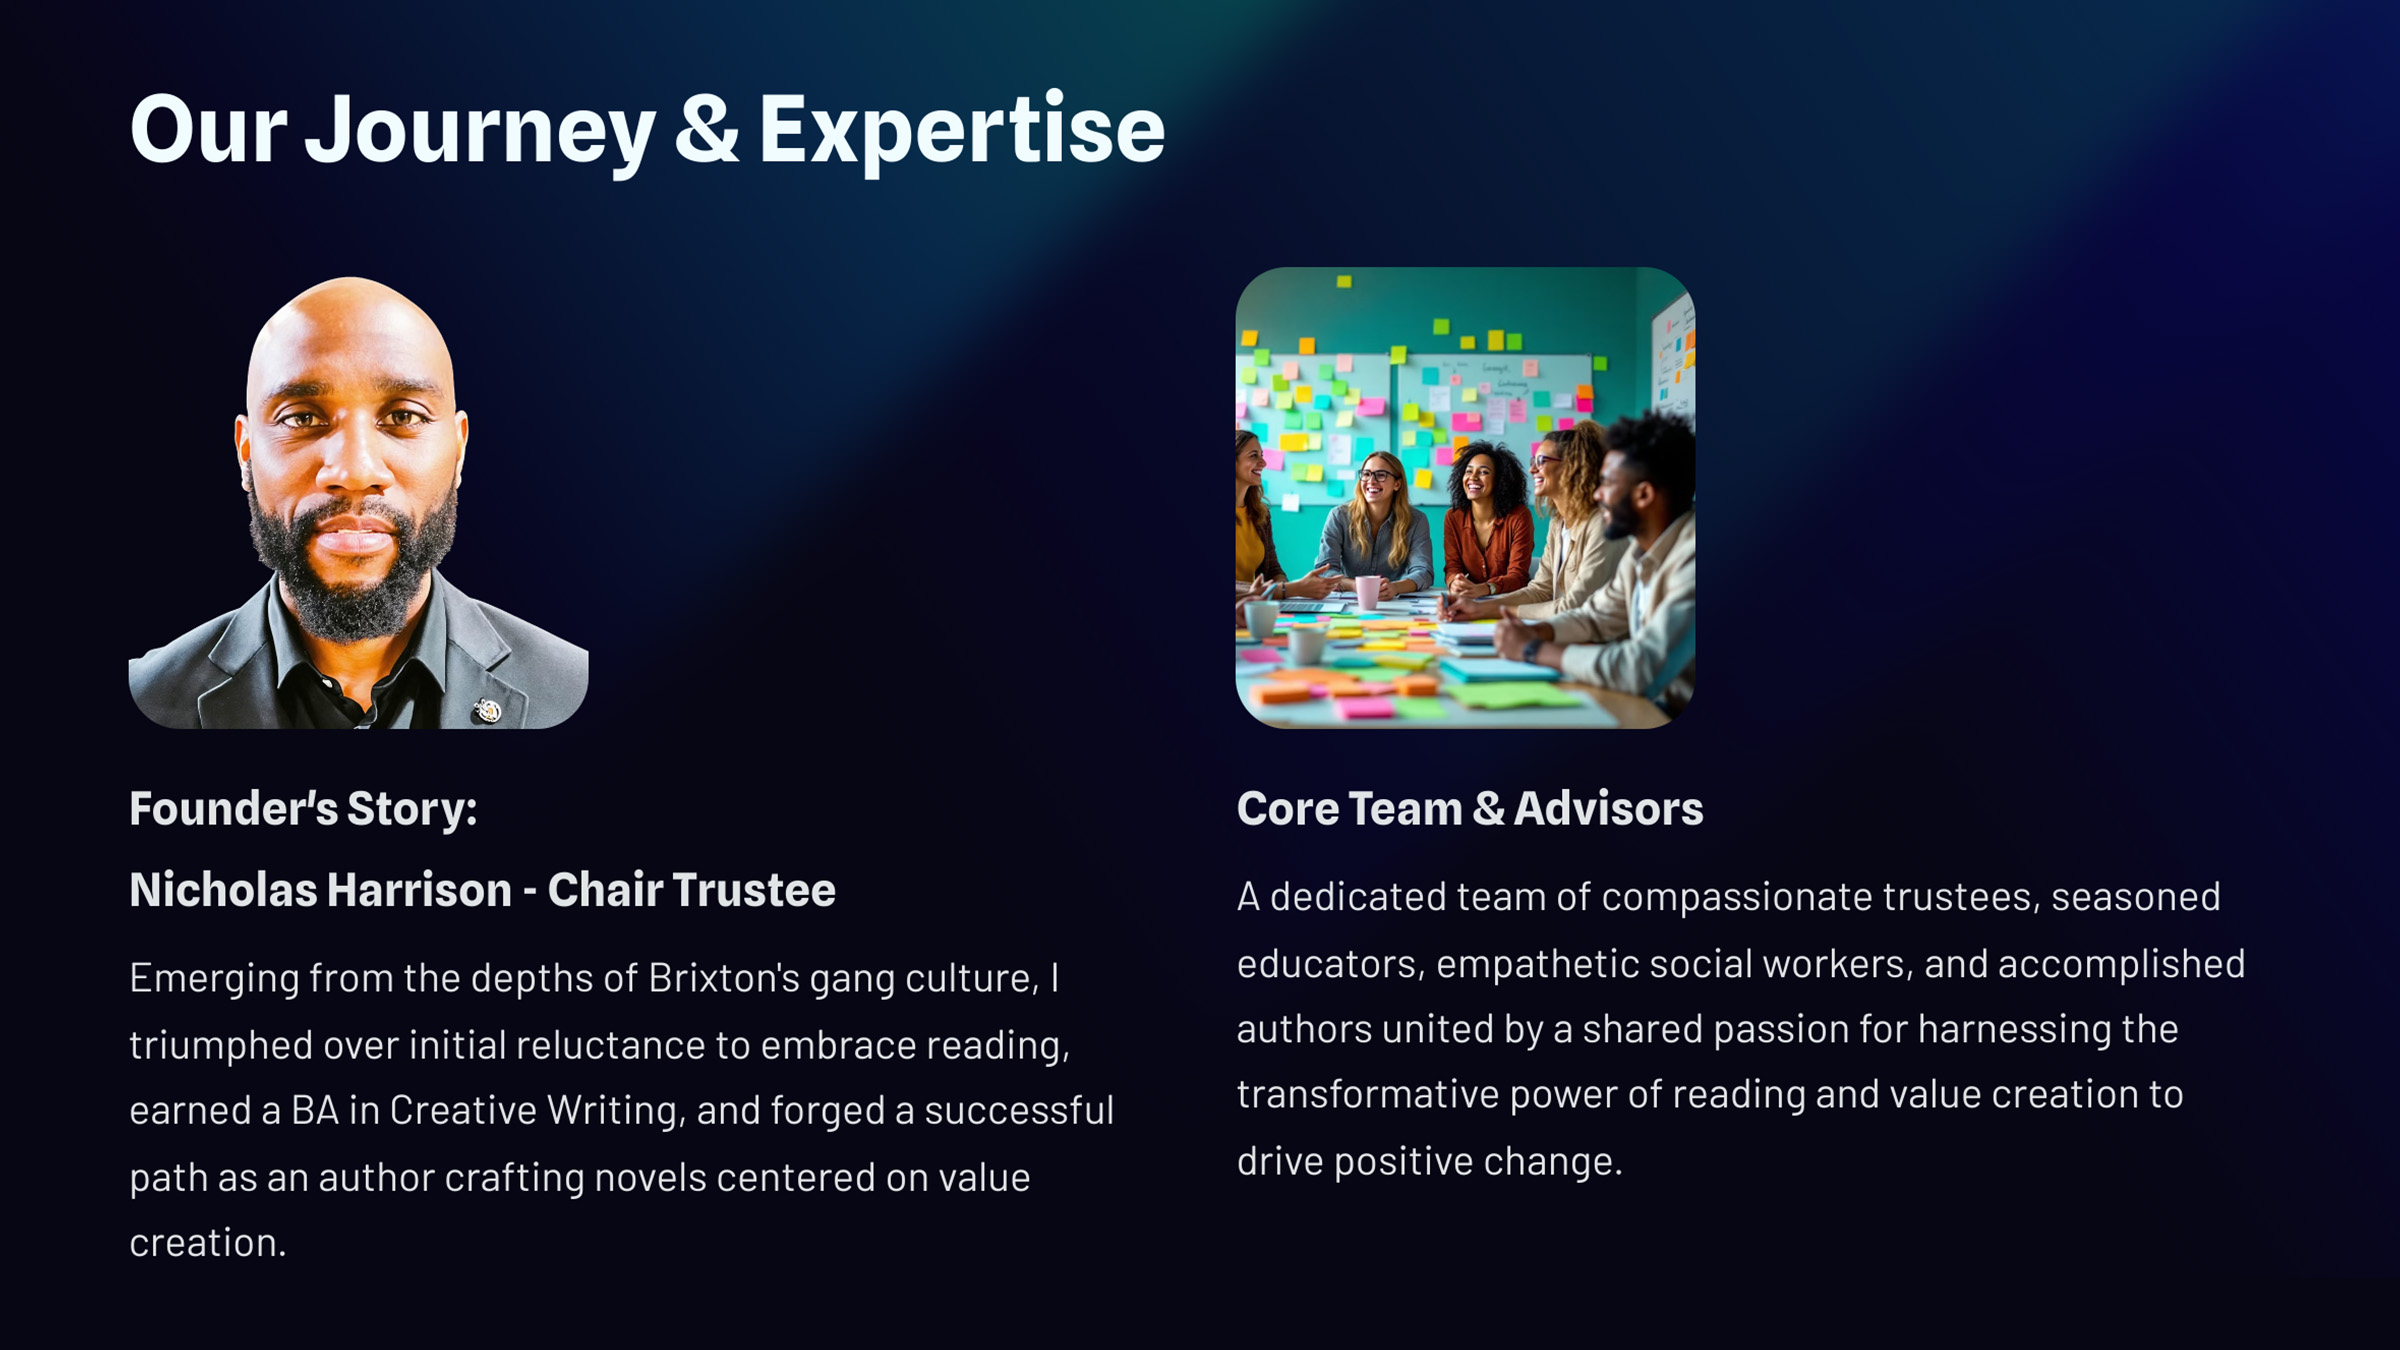 Our Journey & Expertise
Founder's Story:
Nicholas Harrison - Chair Trustee
Emerging from the depths of Brixton's gang culture, I
triumphed over initial reluctance to embrace reading,
earned a BA in Creative Writing, and forged a successful
path as an author crafting novels centered on value
creation.
Core Team & Advisors
A dedicated team of compassionate trustees, seasoned
educators, empathetic social workers, and accomplished
authors united by a shared passion for harnessing the
transformative power of reading and value creation to
drive positive change.